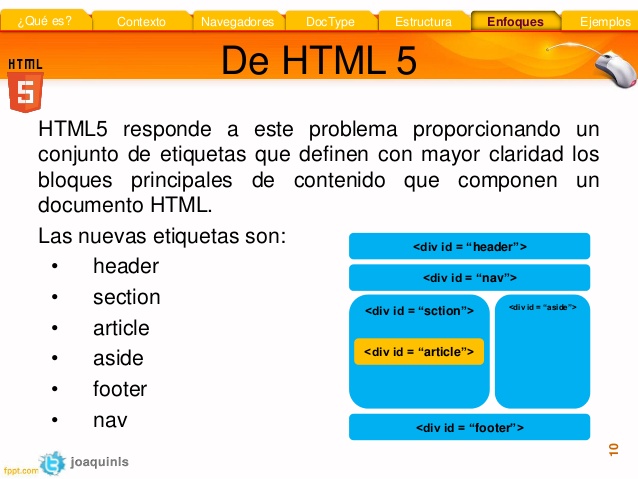 ¿Qué es? Contexto Navegadores DocType Estructura Enfoques Ejemplos
HTML
5
De HTML 5
HTML5 responde a este problema proporcionando un
conjunto de etiquetas que definen con mayor claridad los
bloques principales de contenido que componen un
documento HTML.
Las nuevas etiquetas son:
• header
• section
• article
• aside
• footer
• nav
<div id = “header”>
<div id = “nav”>
<div id = “sction”>
<div id = “aside”>
<div id = “article”>
<div id = “footer”>
10
joaquinls
fppt.com